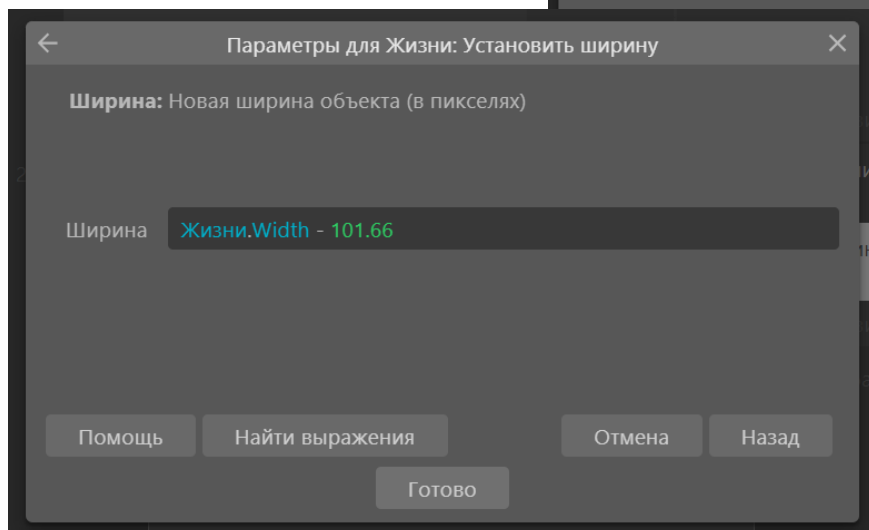 Параметры для Жизни: Установить ширину
Ширина: Новая ширина объекта (в пикселях)
Ширина Жизни.Width - 101.66
Помощь Найти выражения Отмена Назад
Готово